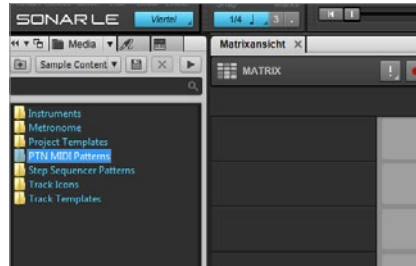 SONAR LE
Viertel
1/4
3
Media
Matrixansicht X
Sample Content
MATRIX
Instruments
Metronome
Project Templates
PTN MIDI Patterns
Step Sequencer Patterns
Track Icons
Track Templates